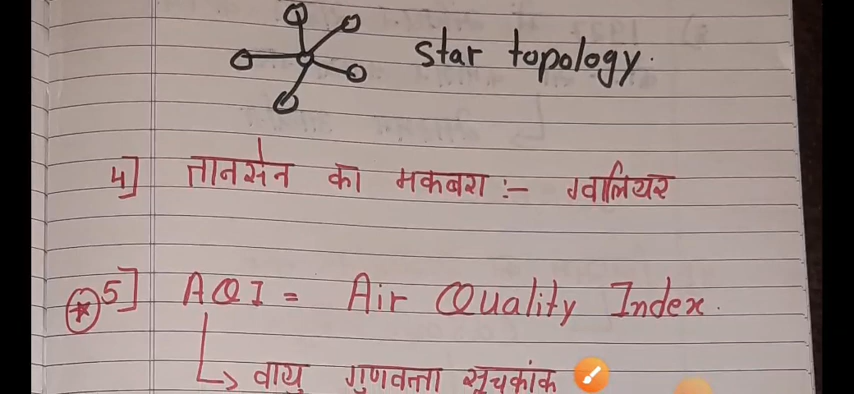 star topology.
4] तानसेन का मकबरा :- ग्वालियर
5] AQI = Air Quality Index.
वायु गुणवत्ता सूचकांक